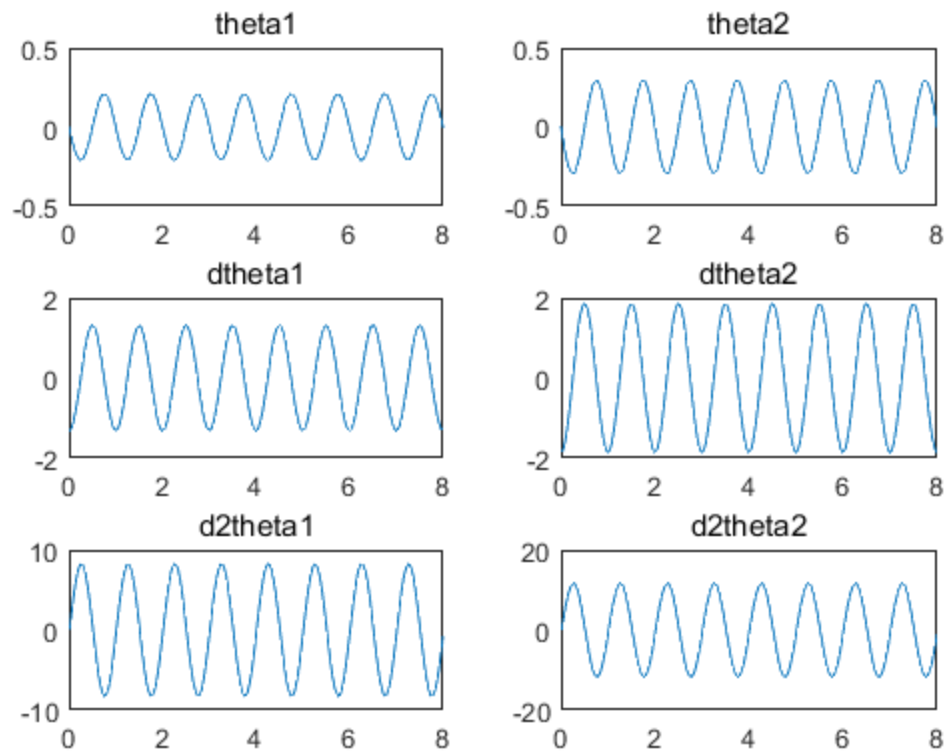 theta1 theta2
0.5 0.5
0 0
-0.5 -0.5
0 2 4 6 8 0 2 4 6 8
dtheta1 dtheta2
2 2
0 0
-2 -2
0 2 4 6 8 0 2 4 6 8
d2theta1 d2theta2
10 20
0 0
-10 -20
0 2 4 6 8 0 2 4 6 8